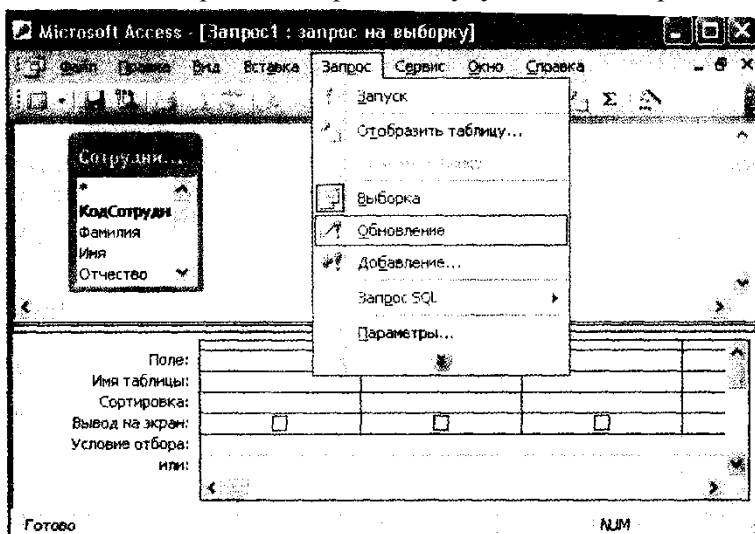 Microsoft Access - [Запрос1 : запрос на выборку]
Файл Правка Вид Вставка Запрос Сервис Окно Справка
Запуск
Отобразить таблицу...
Выборка
Обновление
Добавление...
Запрос SQL
Параметры...
Сотрудни...
*
КодСотрудн
Фамилия
Имя
Отчество
Поле:
Имя таблицы:
Сортировка:
Вывод на экран:
Условие отбора:
или:
Готово NUM